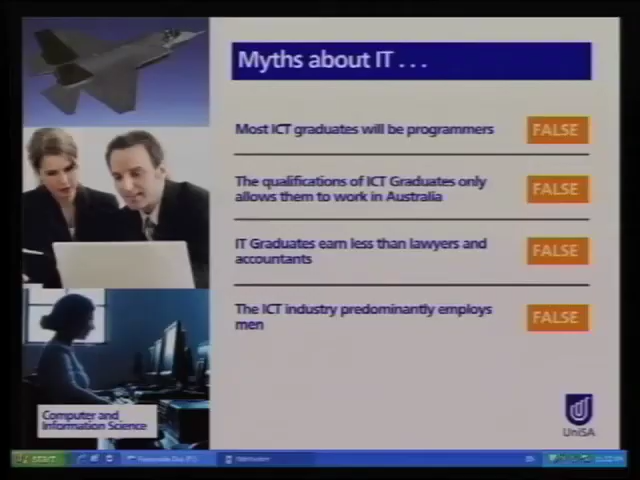 Myths about IT . . .
Most ICT graduates will be programmers
FALSE
The qualifications of ICT Graduates only
allows them to work in Australia
FALSE
IT Graduates earn less than lawyers and
accountants
FALSE
The ICT industry predominantly employs
men
FALSE
Computer and
Information Science
UniSA
start